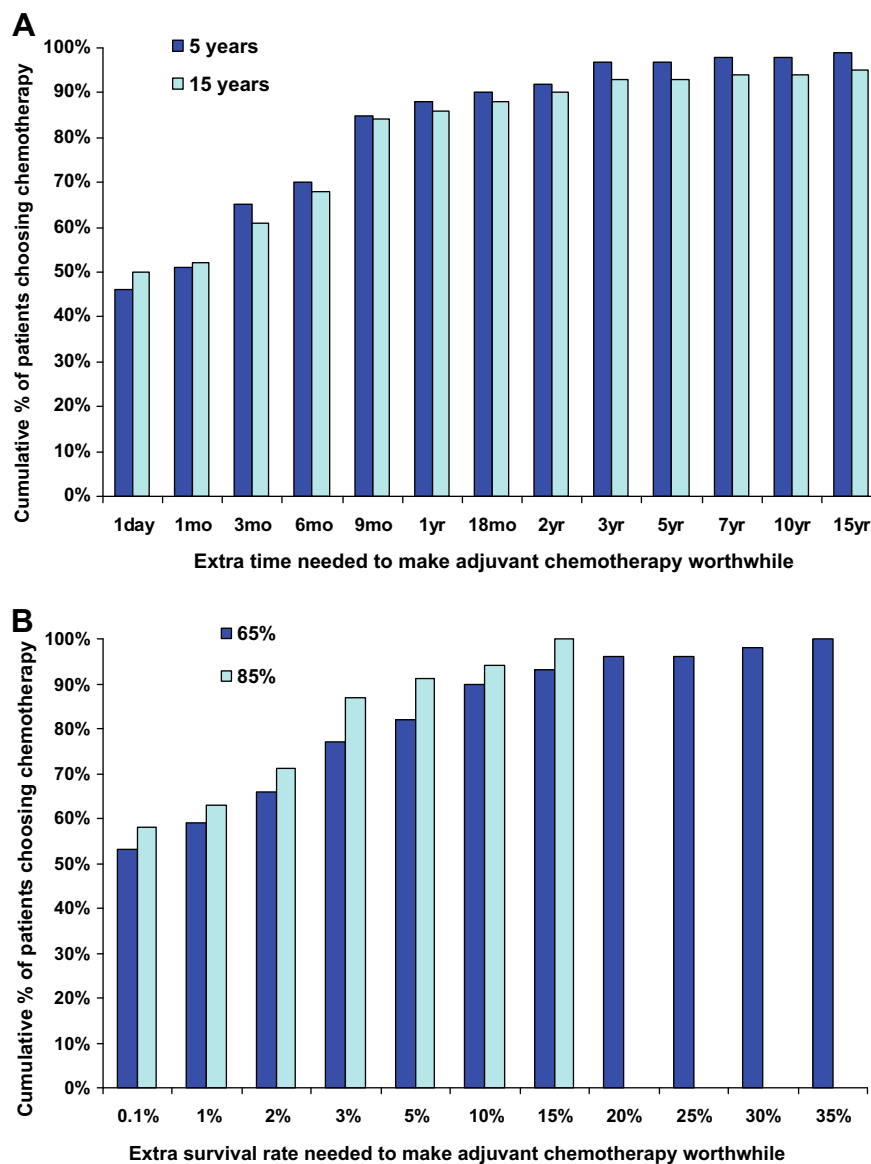 A
5 years
15 years
Cumulative % of patients choosing chemotherapy
100%
90%
80%
70%
60%
50%
40%
30%
20%
10%
0%
1day 1mo 3mo 6mo 9mo 1yr 18mo 2yr 3yr 5yr 7yr 10yr 15yr
Extra time needed to make adjuvant chemotherapy worthwhile
B
65%
85%
Cumulative % of patients choosing chemotherapy
100%
90%
80%
70%
60%
50%
40%
30%
20%
10%
0%
0.1% 1% 2% 3% 5% 10% 15% 20% 25% 30% 35%
Extra survival rate needed to make adjuvant chemotherapy worthwhile